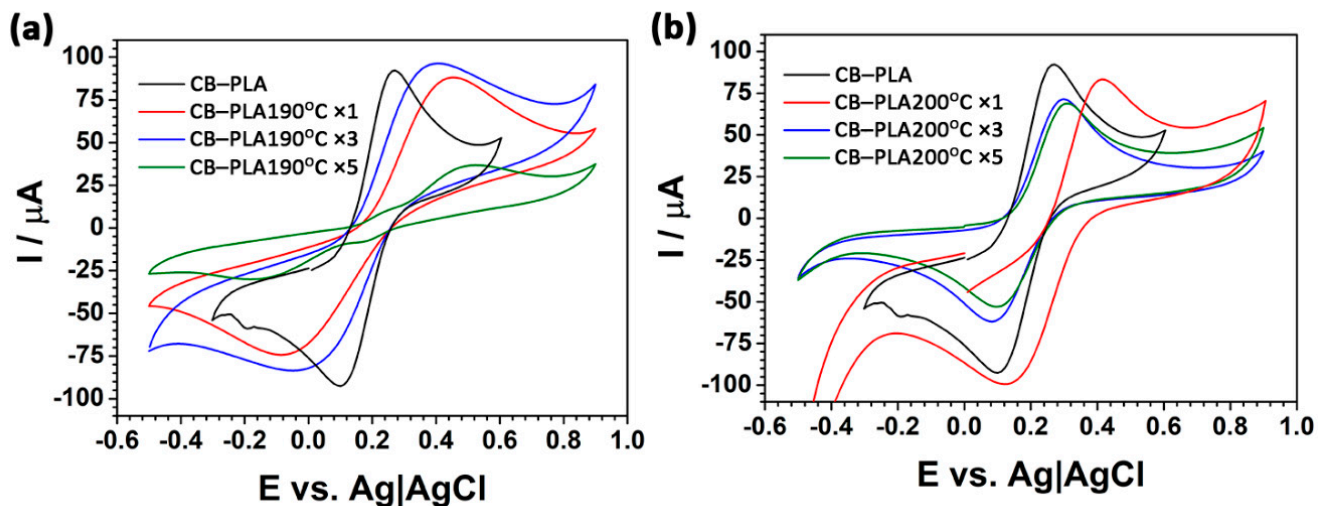 (a)
CB–PLA
CB–PLA190°C ×1
CB–PLA190°C ×3
CB–PLA190°C ×5
100
75
50
25
0
-25
-50
-75
-100
I / μA
-0.6 -0.4 -0.2 0.0 0.2 0.4 0.6 0.8 1.0
E vs. Ag|AgCl
(b)
CB–PLA
CB–PLA200°C ×1
CB–PLA200°C ×3
CB–PLA200°C ×5
100
75
50
25
0
-25
-50
-75
-100
I / μA
-0.6 -0.4 -0.2 0.0 0.2 0.4 0.6 0.8 1.0
E vs. Ag|AgCl